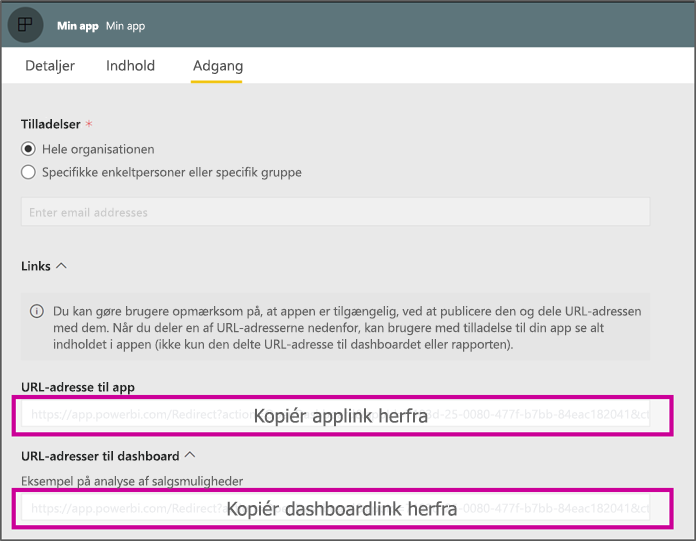 Min app Min app
Detaljer Indhold Adgang
Tilladelser *
Hele organisationen
Specifikke enkeltpersoner eller specifik gruppe
Enter email addresses
Links
Du kan gøre brugere opmærksom på, at appen er tilgængelig, ved at publicere den og dele URL-adressen
med dem. Når du deler en af URL-adresserne nedenfor, kan brugere med tilladelse til din app se alt
indholdet i appen (ikke kun den delte URL-adresse til dashboardet eller rapporten).
URL-adresse til app
https://app.powerbi.com/Redirect?action Kopiér applink herfra d-25-0080-477f-b7bb-84eac182041&ct
URL-adresser til dashboard
Eksempel på analyse af salgsmuligheder
https://app.powerbi.com/Redirect? Kopiér dashboardlink herfra -0080-477f-b7bb-84eac182041&ct